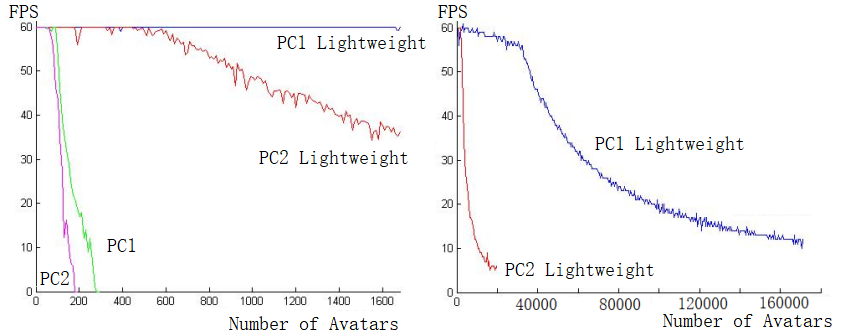 FPS
60
50
40
30
20
10
0
PC1 Lightweight
PC2 Lightweight
PC1
PC2
0 200 400 600 800 1000 1200 1400 1600
Number of Avatars
FPS
60
50
40
30
20
10
0
PC1 Lightweight
PC2 Lightweight
0 40000 80000 120000 160000
Number of Avatars